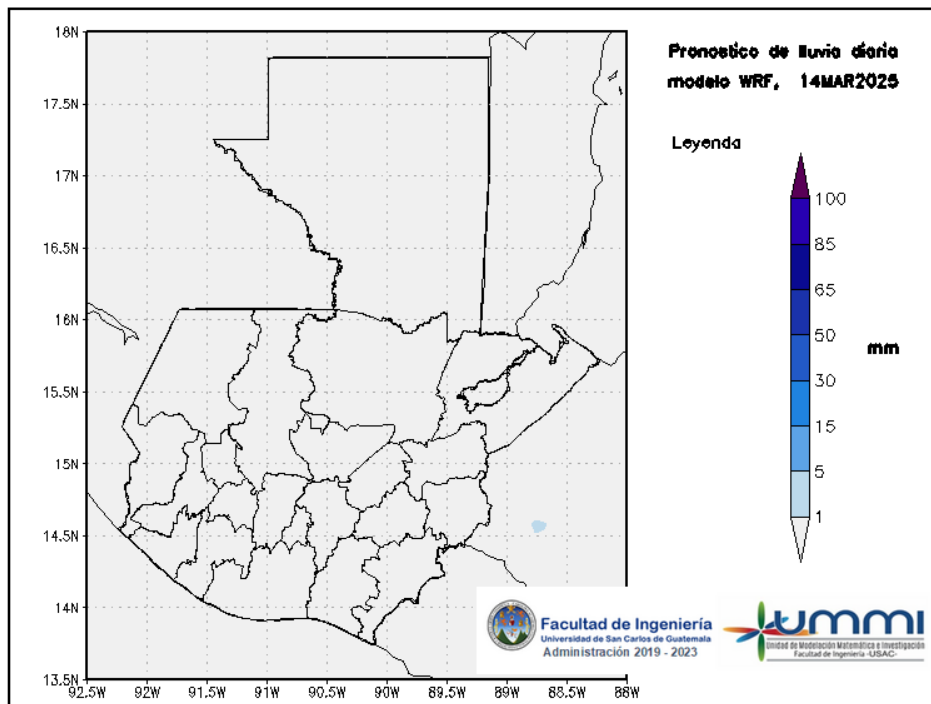 Pronostico de lluvia diaria
modelo WRF, 14MAR2025
Leyenda
100
85
65
50
30
15
5
1
mm
18N
17.5N
17N
16.5N
16N
15.5N
15N
14.5N
14N
13.5N
92.5W
92W
91.5W
91W
90.5W
90W
89.5W
89W
88.5W
88W
Facultad de Ingeniería
Universidad de San Carlos de Guatemala
Administración 2019 - 2023
ummi
Unidad de Modelación Matemática e Investigación
Facultad de Ingeniería -USAC-